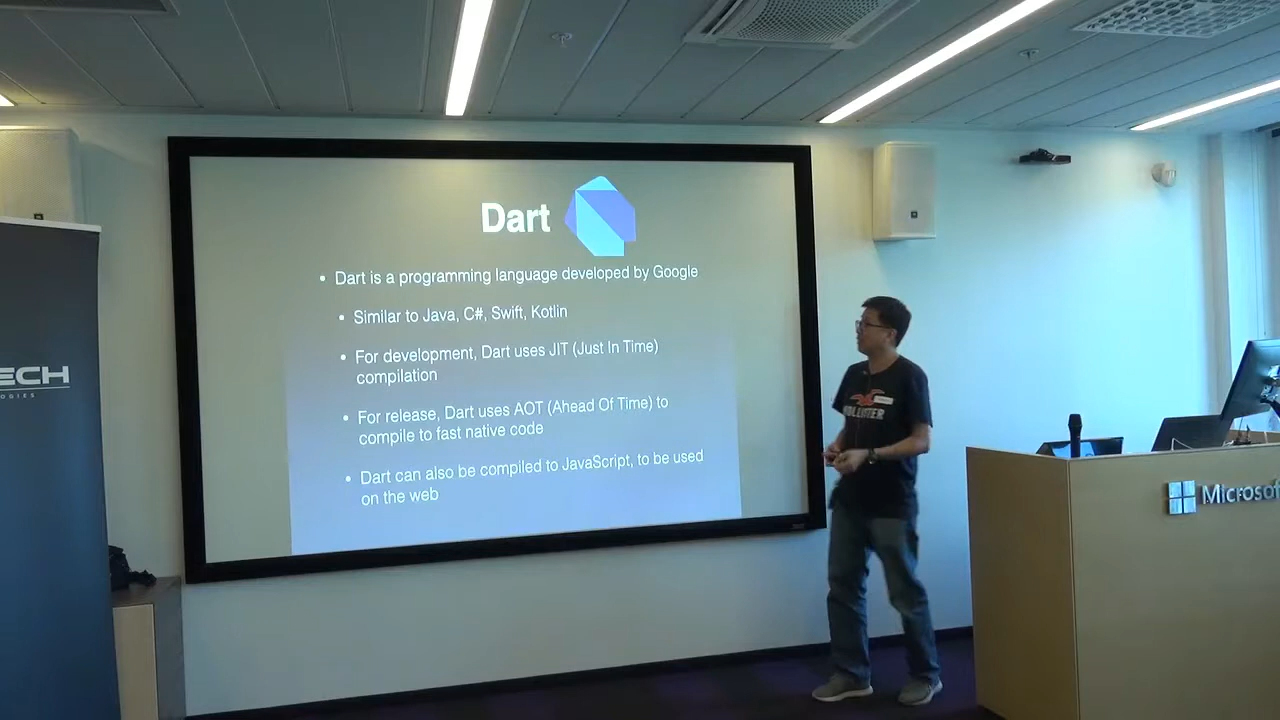 Dart
• Dart is a programming language developed by Google
• Similar to Java, C#, Swift, Kotlin
• For development, Dart uses JIT (Just In Time)
compilation
• For release, Dart uses AOT (Ahead Of Time) to
compile to fast native code
• Dart can also be compiled to JavaScript, to be used
on the web
ECH
OGIES
HOLLISTER
Microsof